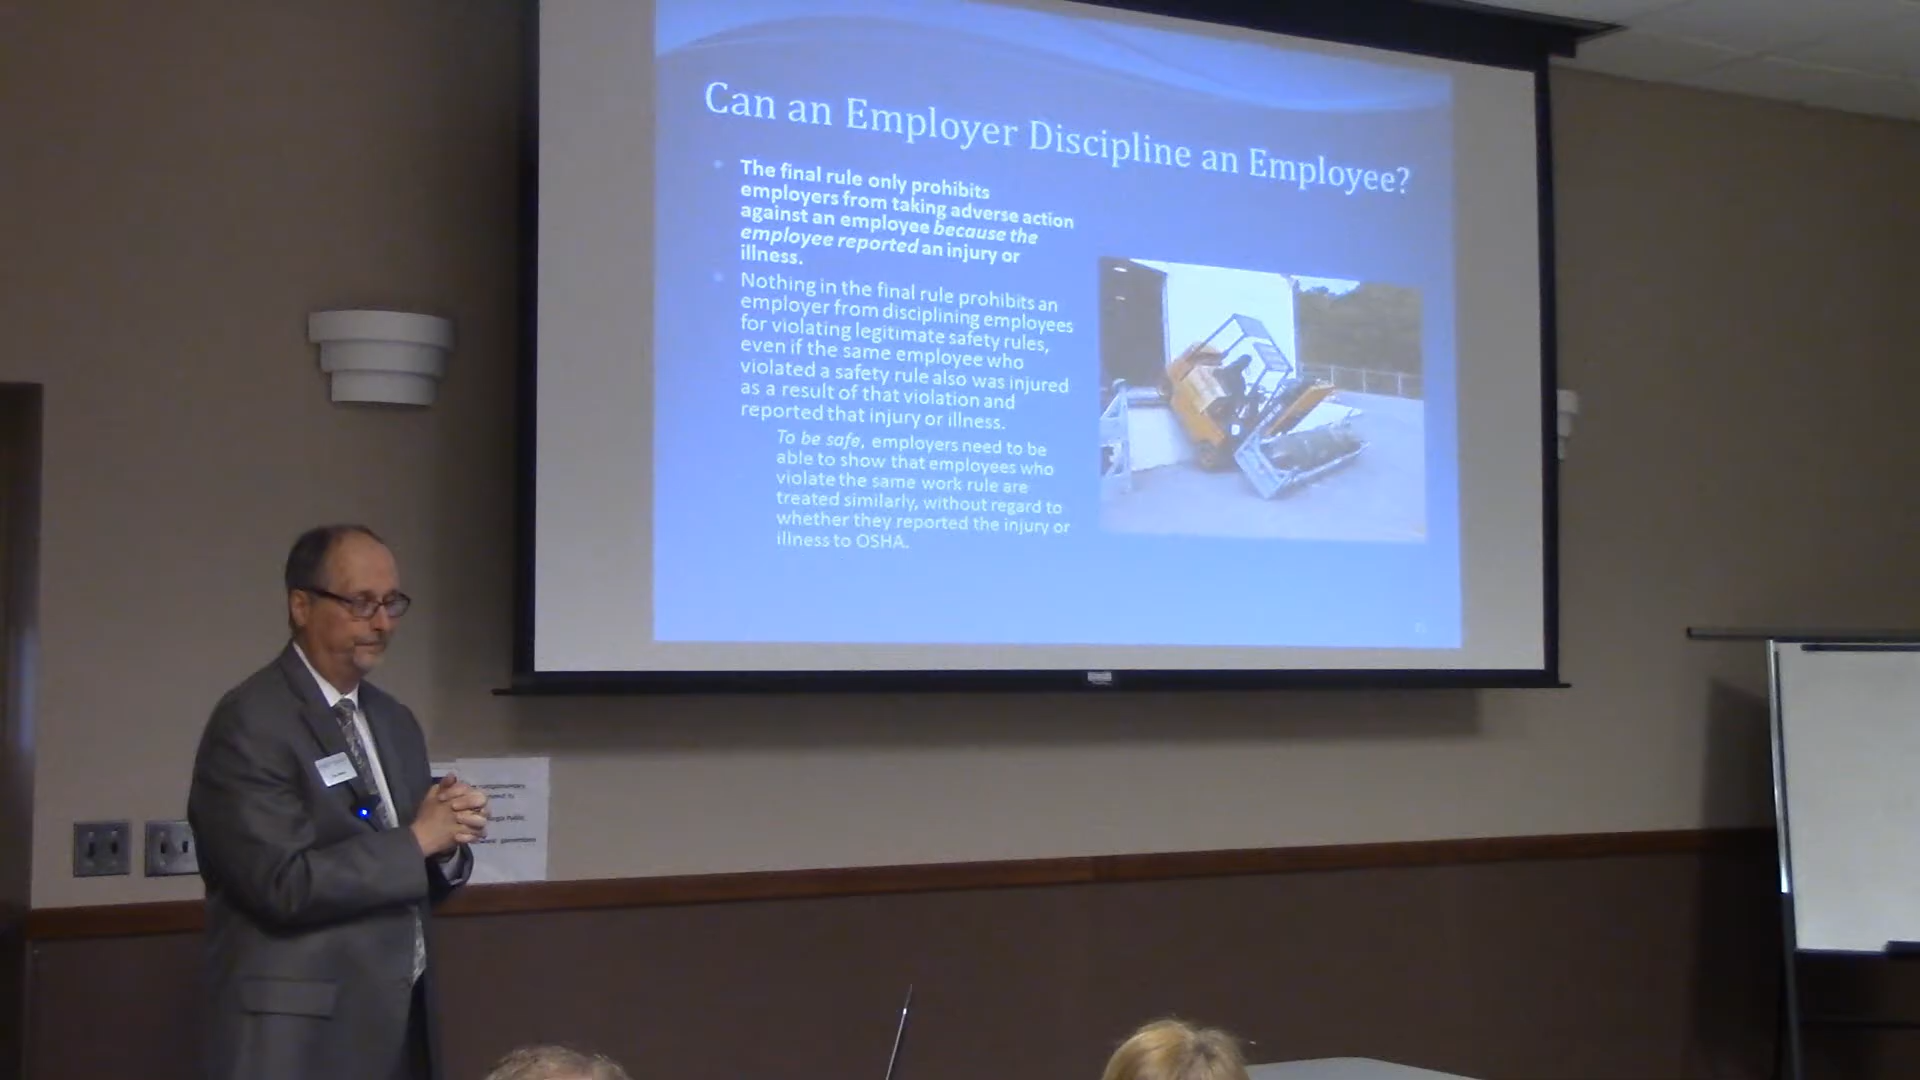 Can an Employer Discipline an Employee?
The final rule only prohibits
employers from taking adverse action
against an employee because the
employee reported an injury or
illness.
Nothing in the final rule prohibits an
employer from disciplining employees
for violating legitimate safety rules,
even if the same employee who
violated a safety rule also was injured
as a result of that violation and
reported that injury or illness.
To be safe, employers need to be
able to show that employees who
violate the same work rule are
treated similarly, without regard to
whether they reported the injury or
illness to OSHA.
complimentary
Public